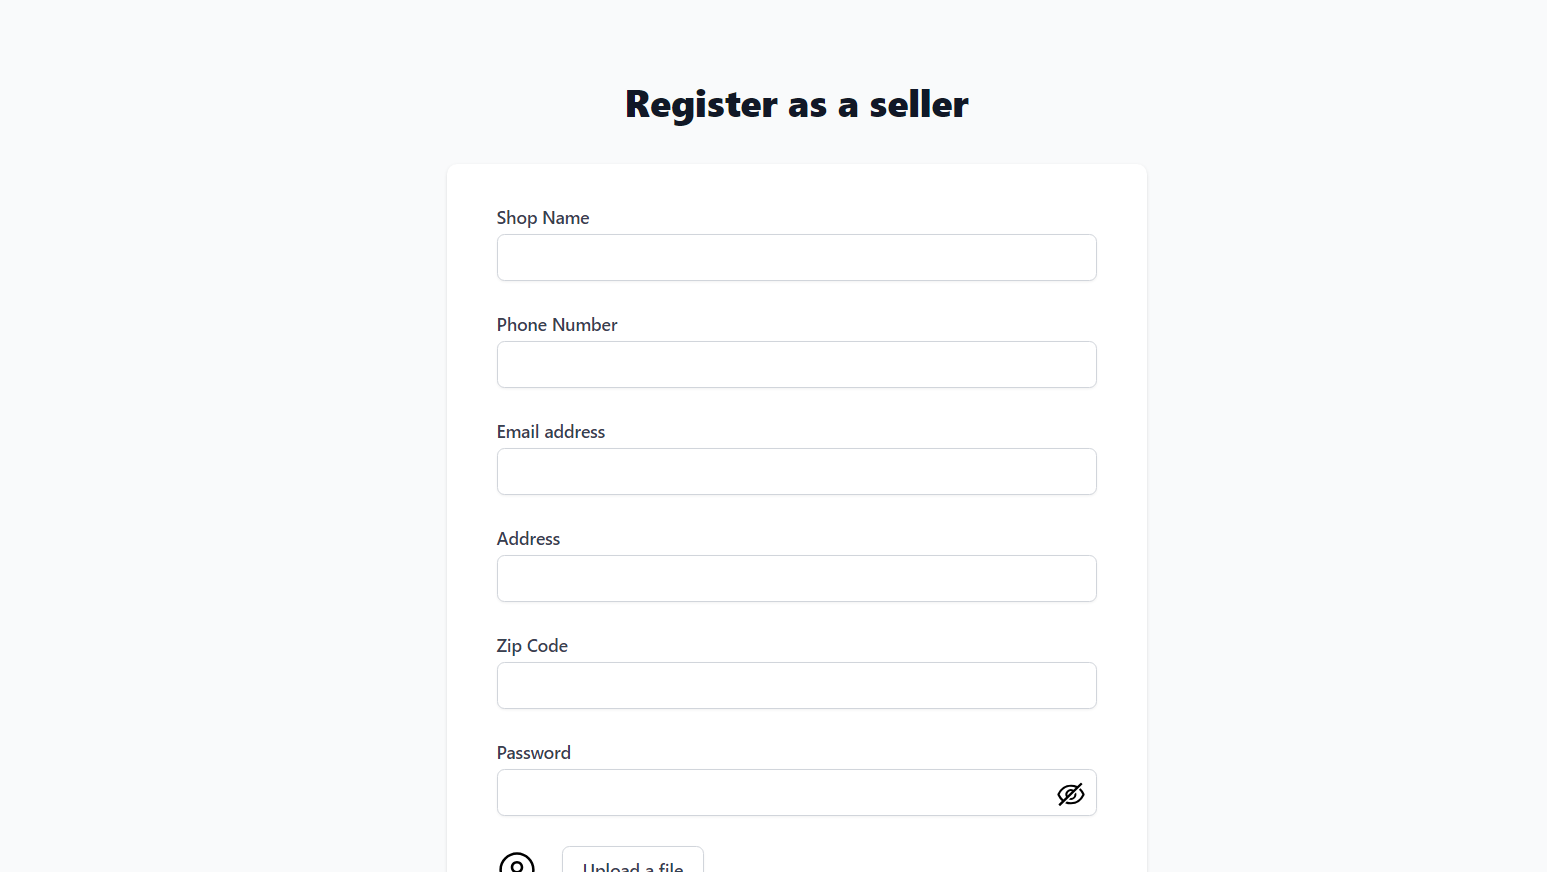 Register as a seller
Shop Name
Phone Number
Email address
Address
Zip Code
Password
Upload a file